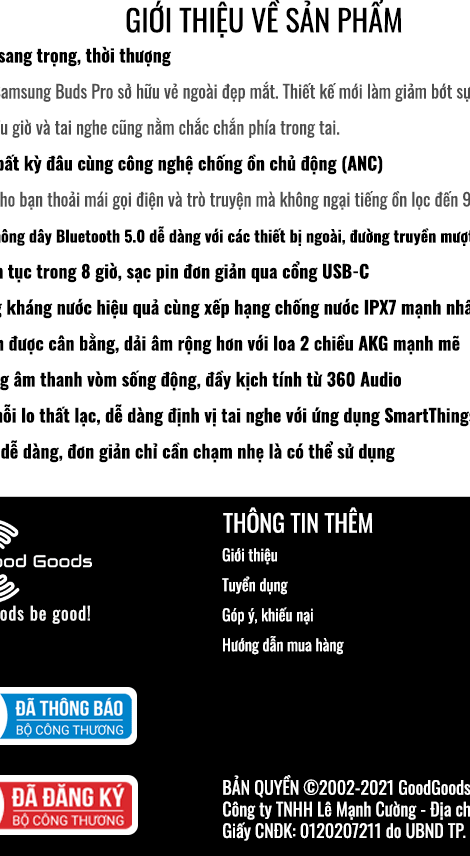 GIỚI THIỆU VỀ SẢN PHẨM
sang trọng, thời thượng
Samsung Buds Pro sở hữu vẻ ngoài đẹp mắt. Thiết kế mới làm giảm bớt sự
giờ và tai nghe cũng nằm chắc chắn phía trong tai.
bất kỳ đâu cùng công nghệ chống ồn chủ động (ANC)
cho bạn thoải mái gọi điện và trò truyện mà không ngại tiếng ồn lọc đến 9
không dây Bluetooth 5.0 dễ dàng với các thiết bị ngoài, đường truyền mượt
tục trong 8 giờ, sạc pin đơn giản qua cổng USB-C
kháng nước hiệu quả cùng xếp hạng chống nước IPX7 mạnh
được cân bằng, dải âm rộng hơn với loa 2 chiều AKG mạnh mẽ
âm thanh vòm sống động, đầy kịch tính từ 360 Audio
nỗi lo thất lạc, dễ dàng định vị tai nghe với ứng dụng SmartThings
dễ dàng, đơn giản chỉ cần chạm nhẹ là có thể sử dụng
Good Goods
be good!
THÔNG TIN THÊM
Giới thiệu
Tuyển dụng
Góp ý, khiếu nại
Hướng dẫn mua hàng
ĐÃ THÔNG BÁO
BỘ CÔNG THƯƠNG
ĐÃ ĐĂNG KÝ
BỘ CÔNG THƯƠNG
BẢN QUYỀN ©2002-2021 GoodGoods
Công ty TNHH Lê Mạnh Cường - Địa ch
Giấy CNĐK: 0120207211 do UBND TP.